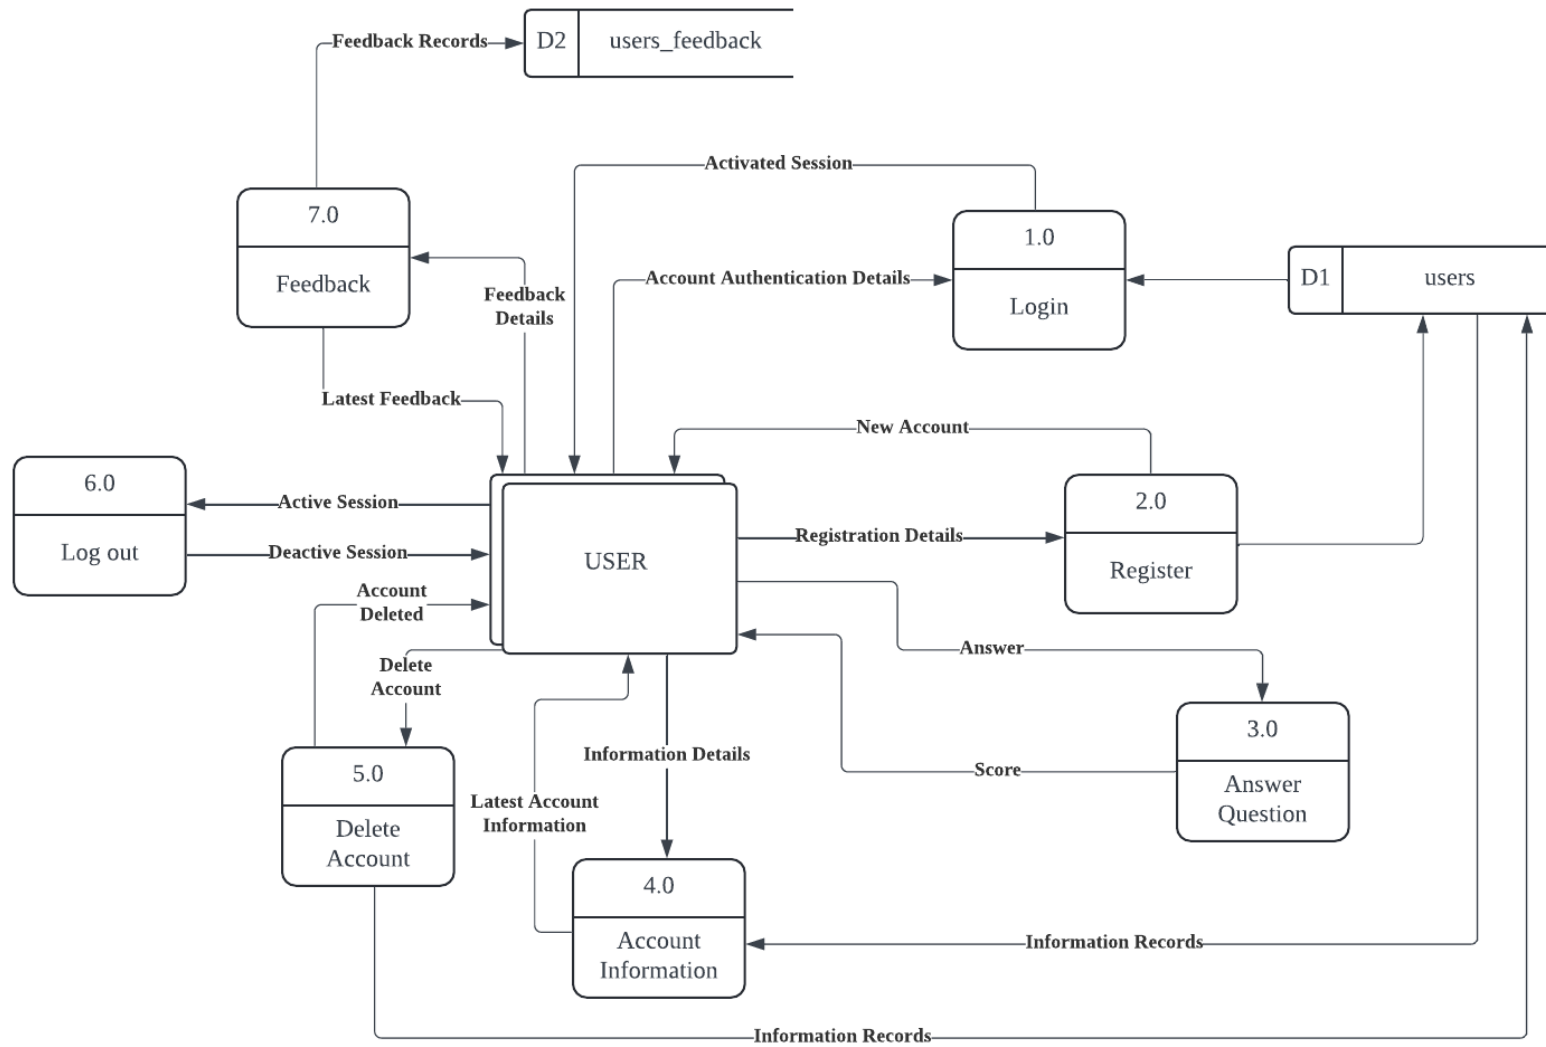 Feedback Records
D2
users_feedback
Activated Session
7.0
Feedback
1.0
Login
Account Authentication Details
D1
users
Feedback
Details
Latest Feedback
New Account
6.0
Log out
Active Session
Deactive Session
USER
Registration Details
2.0
Register
Account
Deleted
Delete
Account
Answer
3.0
Answer
Question
Score
5.0
Delete
Account
Information Details
Latest Account
Information
4.0
Account
Information
Information Records
Information Records